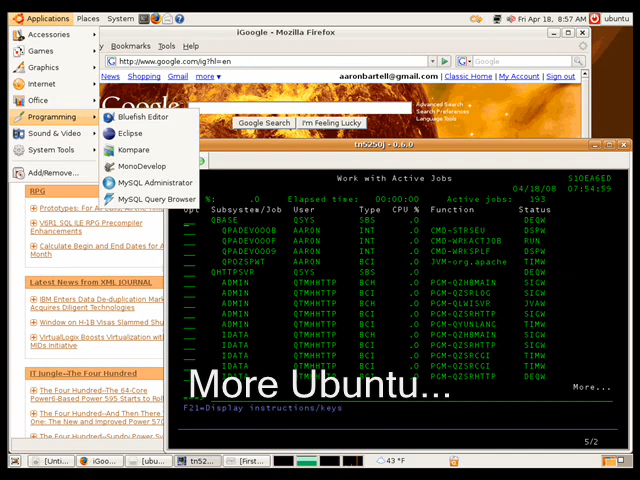 Applications Places System Fri Apr 18, 8:57 AM ubuntu
Accessories
Games
Graphics
Internet
Office
Programming
Sound & Video
System Tools
Add/Remove...
Bluefish Editor
Eclipse
Kompare
MonoDevelop
MySQL Administrator
MySQL Query Browser
iGoogle - Mozilla Firefox
Bookmarks Tools Help
http://www.google.com/ig?hl=en
Google
News Shopping Gmail more ▼ aaronbartell@gmail.com | Classic Home | My Account | Sign out
Google
Advanced Search
Search Preferences
Language Tools
Google Search I'm Feeling Lucky
RPG
Prototypes: For AJAX
V6R1 SQL ILE RPG Precompiler
Enhancements
Calculate Begin and End Dates for A
Month
Latest News from XML JOURNAL
IBM Enters Data De-duplication Mark
Acquires Diligent Technologies
Window on H-1B Visas Slammed Shu
VirtualLogix Boosts Virtualization wit
MIDs Initiative
IT Jungle--The Four Hundred
The Four Hundred--The 64-Core
Power6-Based Power 595 Starts to Rol
The Four Hundred--And Then There
One: The New and Improved Power 570
The Four Hundred--Sundry Power Sys
tn5250j - 0.6.0
Work with Active Jobs S10EA6ED
04/18/08 07:54:59
%: .0 Elapsed time: 00:00:00 Active jobs: 193
Opt Subsystem/Job User Type CPU % Function Status
QBASE QSYS SBS .0 DEQW
QPADEV000B AARON INT .0 CMD-STRSEU DSPW
QPADEV000F AARON INT .0 CMD-WRKACTJOB RUN
QPADEV0009 AARON INT .0 CMD-WRKSPLF DSPW
QPOZSPWT AARON BCI .0 JVM-org.apache TIMW
QHTTPSVR QSYS SBS .0 DEQW
ADMIN QTMHHTTP BCH .0 PGM-QZHBMAIN SIGW
ADMIN QTMHHTTP BCI .0 PGM-QZSRLOG SIGW
ADMIN QTMHHTTP BCI .0 PGM-QLWISVR JVAW
ADMIN QTMHHTTP BCI .0 PGM-QZSRHTTP SIGW
ADMIN QTMHHTTP BCI .0 PGM-QYUNLANG TIMW
IDATA QTMHHTTP BCH .0 PGM-QZHBMAIN SIGW
IDATA QTMHHTTP BCI .0 PGM-QZSRCGI TIMW
IDATA QTMHHTTP BCI .0 PGM-QZSRCGI TIMW
IDATA QTMHHTTP BCI .0 PGM-QZSRHTTP DEQW
More...
More Ubuntu...
F21=Display instructions/keys
5/2
[Unti... iGoo... [ubu... tn52... [First... 43 °F